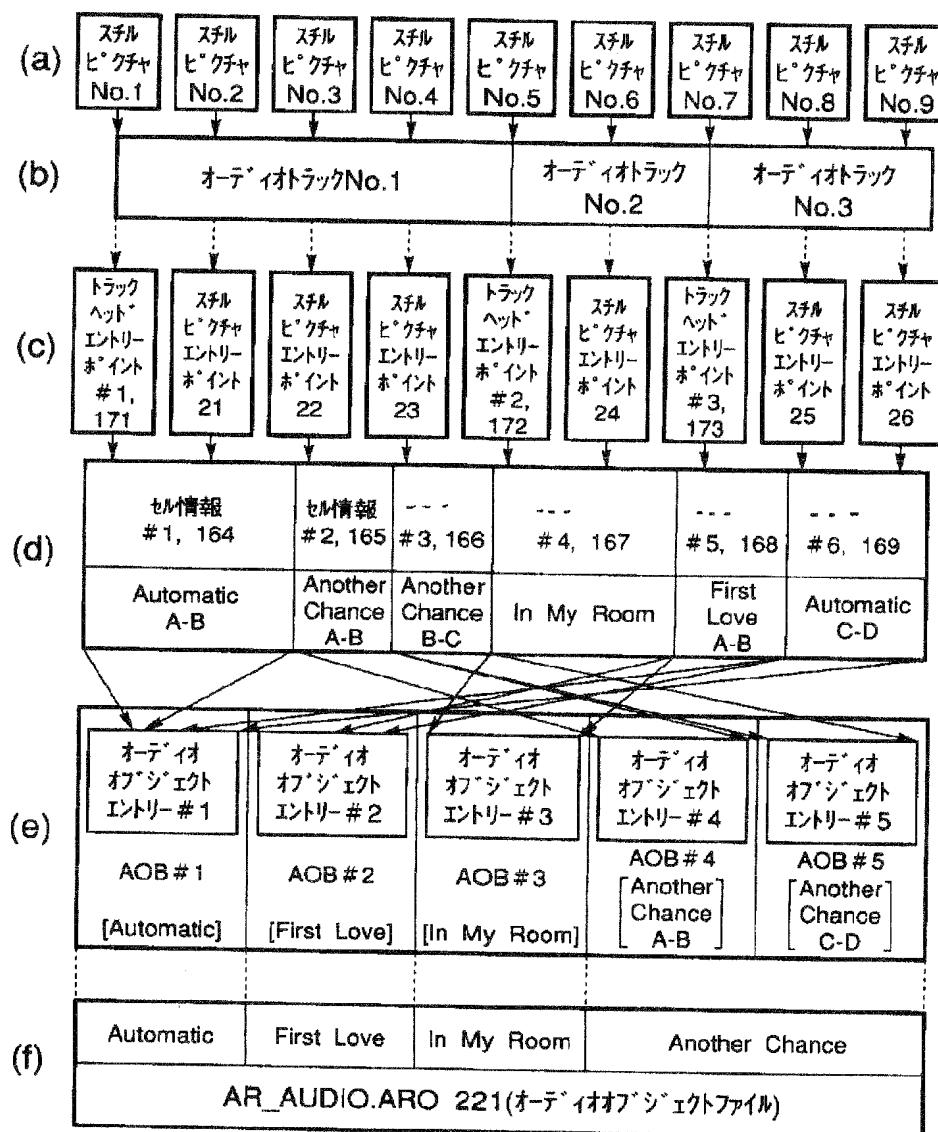 (a)
スチル
ピクチャ
No.1
スチル
ピクチャ
No.2
スチル
ピクチャ
No.3
スチル
ピクチャ
No.4
スチル
ピクチャ
No.5
スチル
ピクチャ
No.6
スチル
ピクチャ
No.7
スチル
ピクチャ
No.8
スチル
ピクチャ
No.9
(b)
オーディオトラックNo.1
オーディオトラック
No.2
オーディオトラック
No.3
(c)
トラック
ヘッド
エントリー
ポイント
#1,
171
スチル
ピクチャ
エントリー
ポイント
21
スチル
ピクチャ
エントリー
ポイント
22
スチル
ピクチャ
エントリー
ポイント
23
トラック
ヘッド
エントリー
ポイント
#2,
172
スチル
ピクチャ
エントリー
ポイント
24
トラック
ヘッド
エントリー
ポイント
#3,
173
スチル
ピクチャ
エントリー
ポイント
25
スチル
ピクチャ
エントリー
ポイント
26
(d)
セル情報
#1, 164
セル情報
#2, 165
---
#3, 166
---
#4, 167
---
#5, 168
---
#6, 169
Automatic
A-B
Another
Chance
A-B
Another
Chance
B-C
In My Room
First
Love
A-B
Automatic
C-D
(e)
オーディオ
オブジェクト
エントリー#1
オーディオ
オブジェクト
エントリー#2
オーディオ
オブジェクト
エントリー#3
オーディオ
オブジェクト
エントリー#4
オーディオ
オブジェクト
エントリー#5
AOB#1
[Automatic]
AOB#2
[First Love]
AOB#3
[In My Room]
AOB#4
[Another
Chance
A-B]
AOB#5
[Another
Chance
C-D]
(f)
Automatic
First Love
In My Room
Another Chance
AR_AUDIO.ARO 221(オーディオオブジェクトファイル)